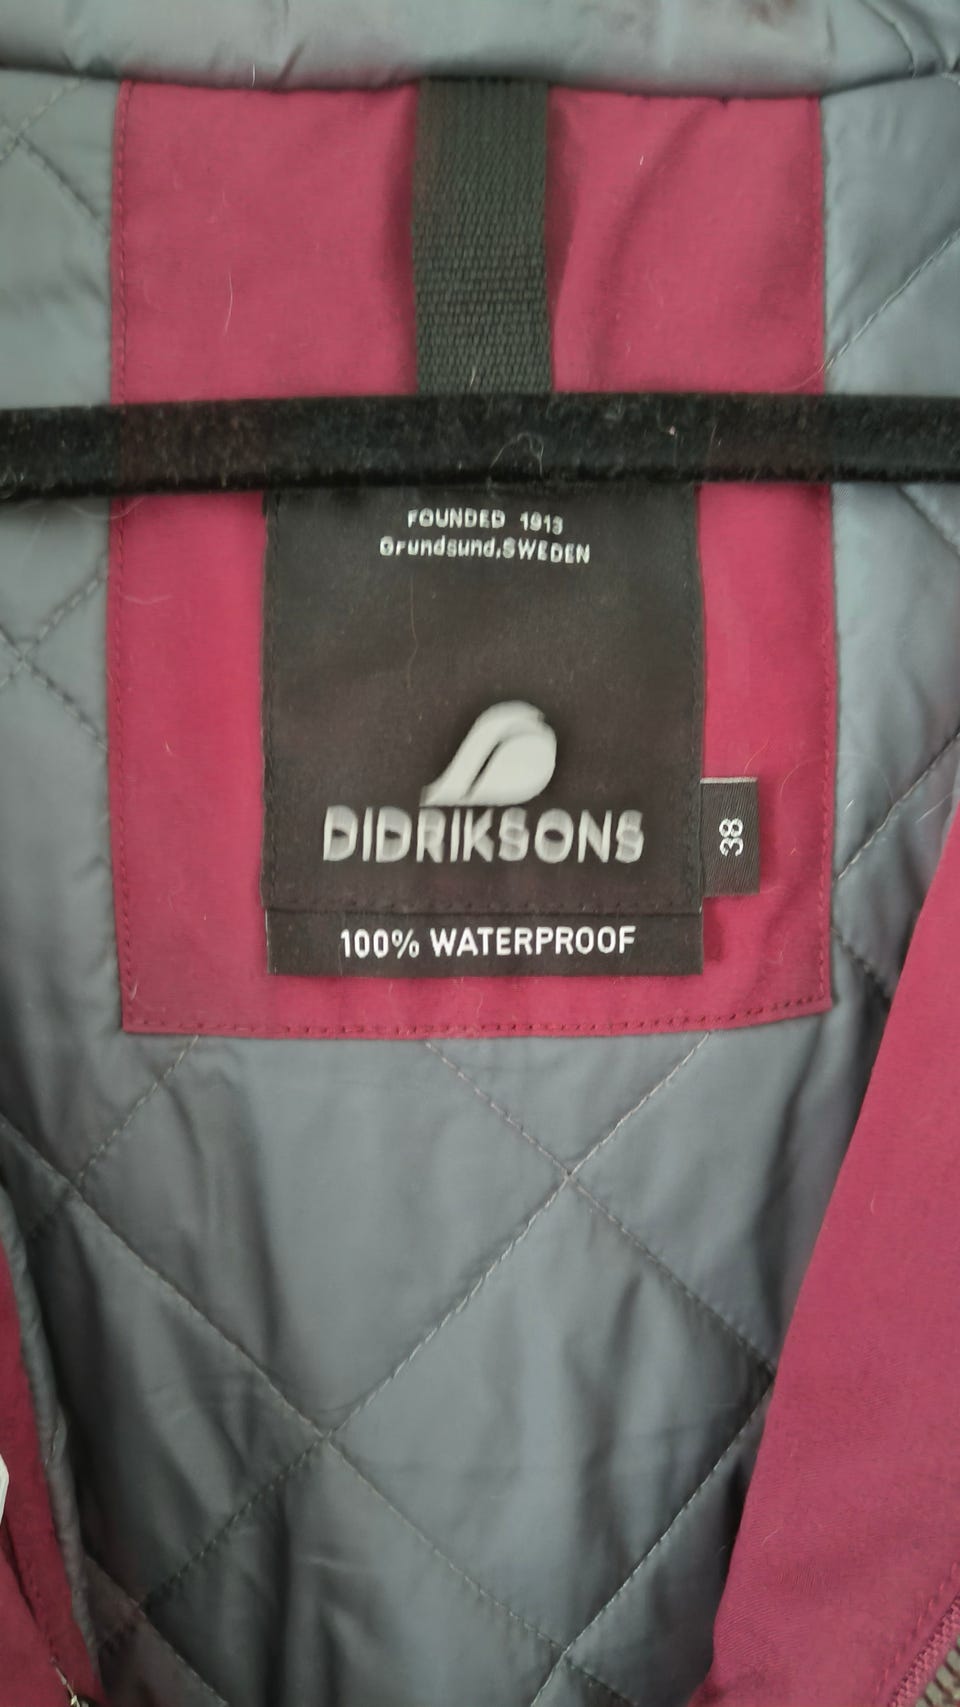 FOUNDED 1913
Grundsund,SWEDEN
DIDRIKSONS
38
100% WATERPROOF